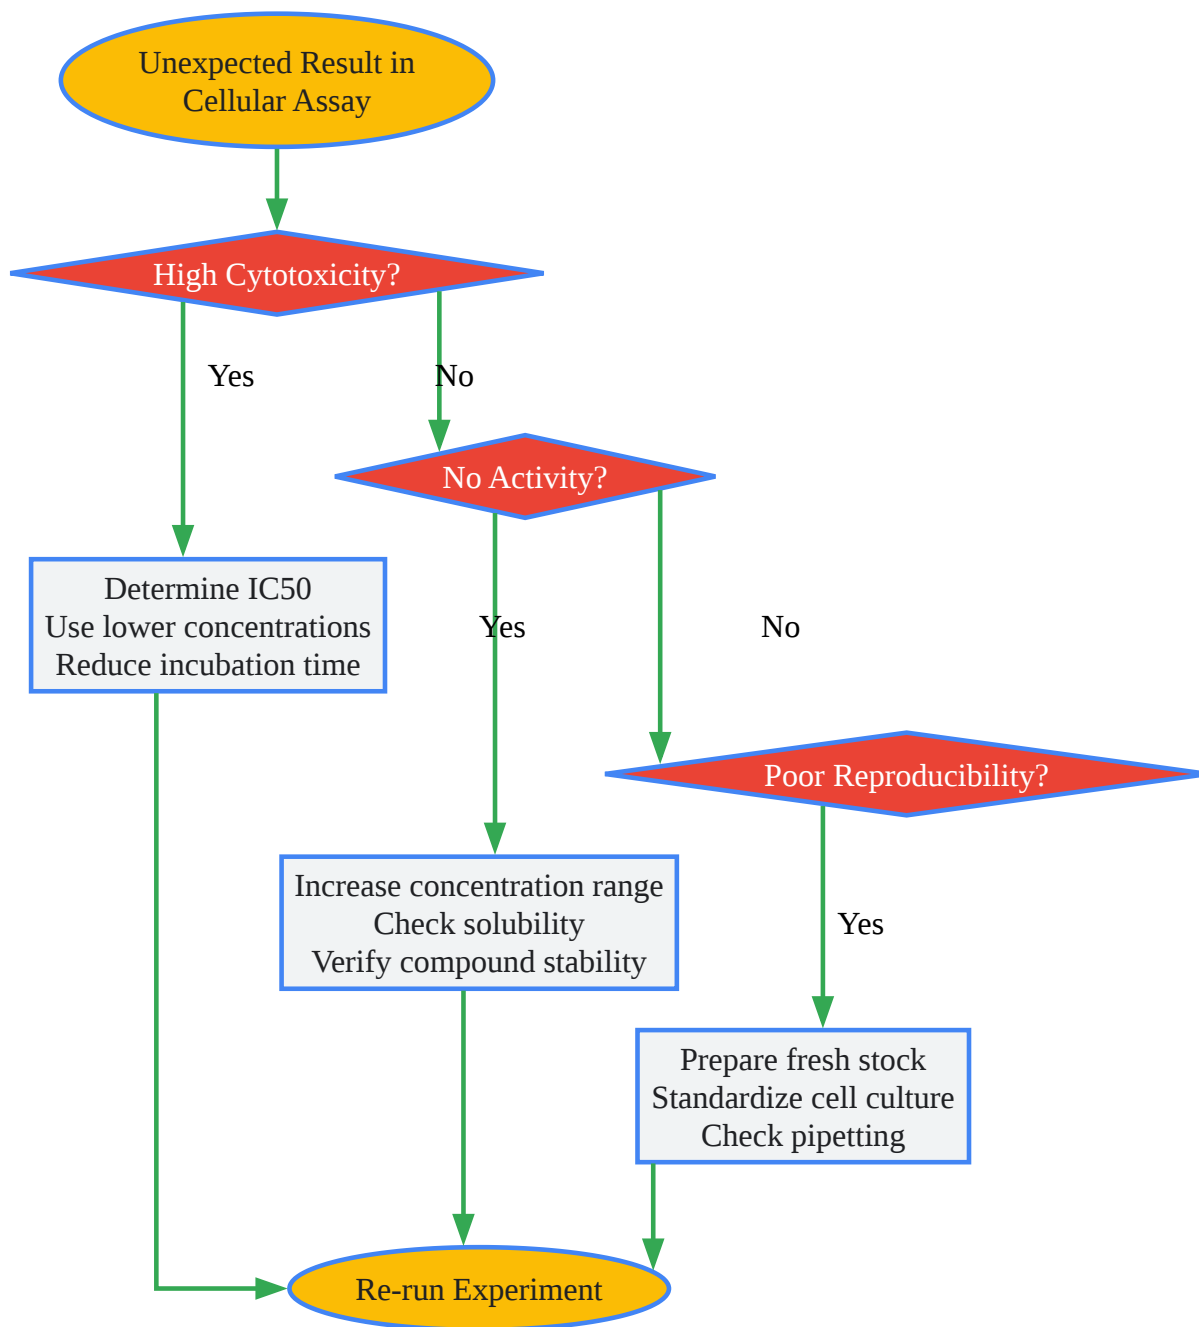 Unexpected Result in
Cellular Assay
High Cytotoxicity?
Yes
No
No Activity?
Determine IC50
Use lower concentrations
Reduce incubation time
Yes
No
Poor Reproducibility?
Increase concentration range
Check solubility
Verify compound stability
Yes
Prepare fresh stock
Standardize cell culture
Check pipetting
Re-run Experiment